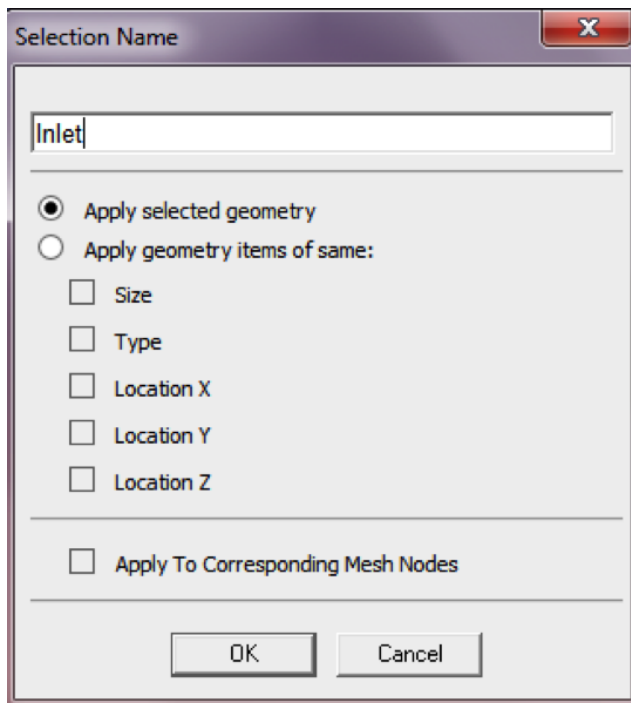 Selection Name
Inlet
Apply selected geometry
Apply geometry items of same:
Size
Type
Location X
Location Y
Location Z
Apply To Corresponding Mesh Nodes
OK
Cancel